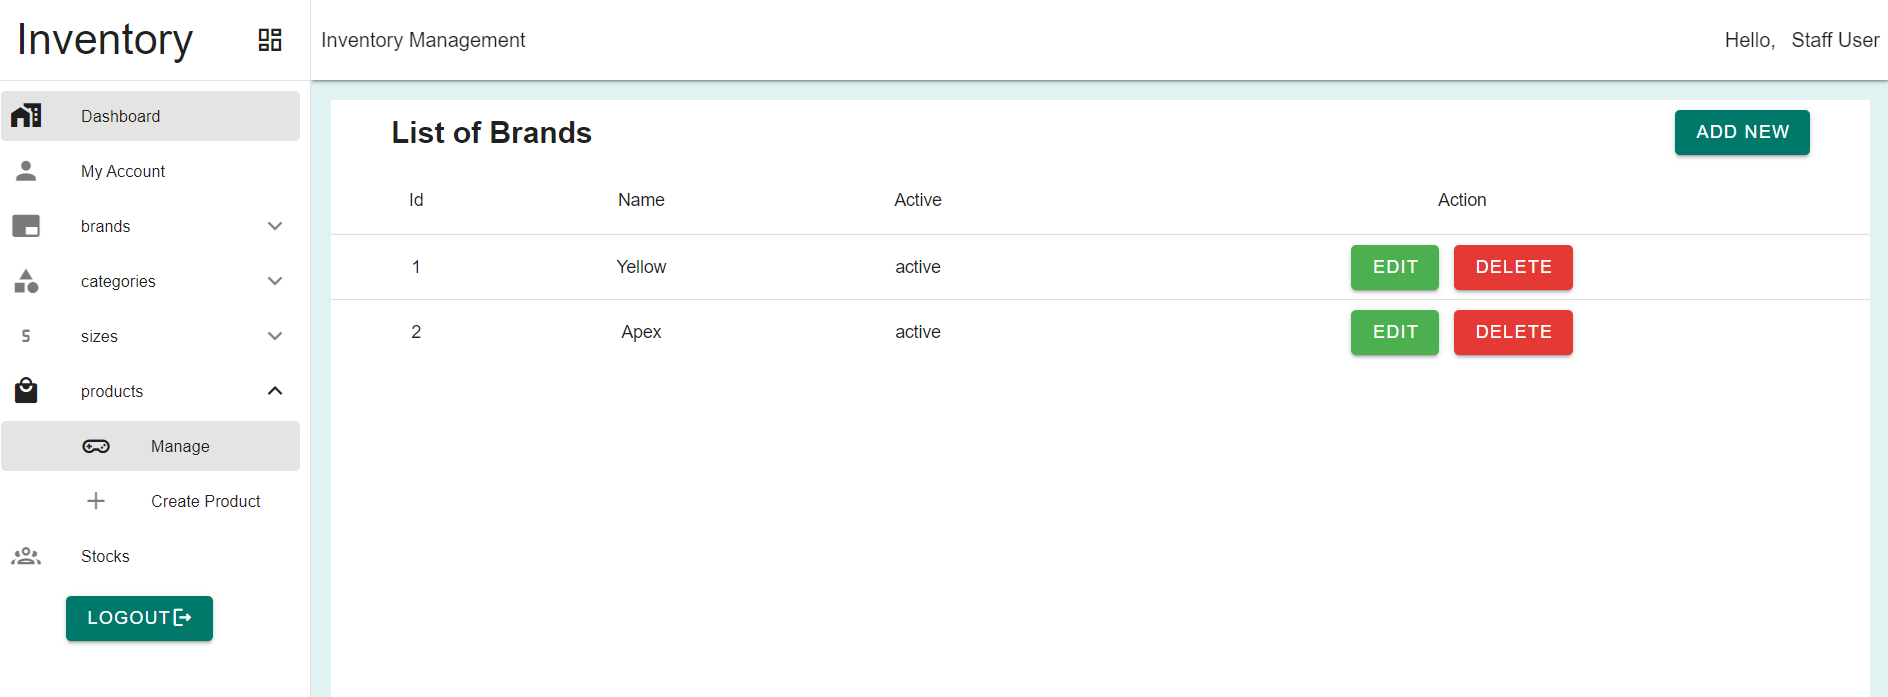 Inventory
Inventory Management
Hello, Staff User
Dashboard
My Account
brands
categories
S sizes
products
Manage
Create Product
Stocks
LOGOUT
List of Brands
ADD NEW
Id Name Active Action
1 Yellow active EDIT DELETE
2 Apex active EDIT DELETE